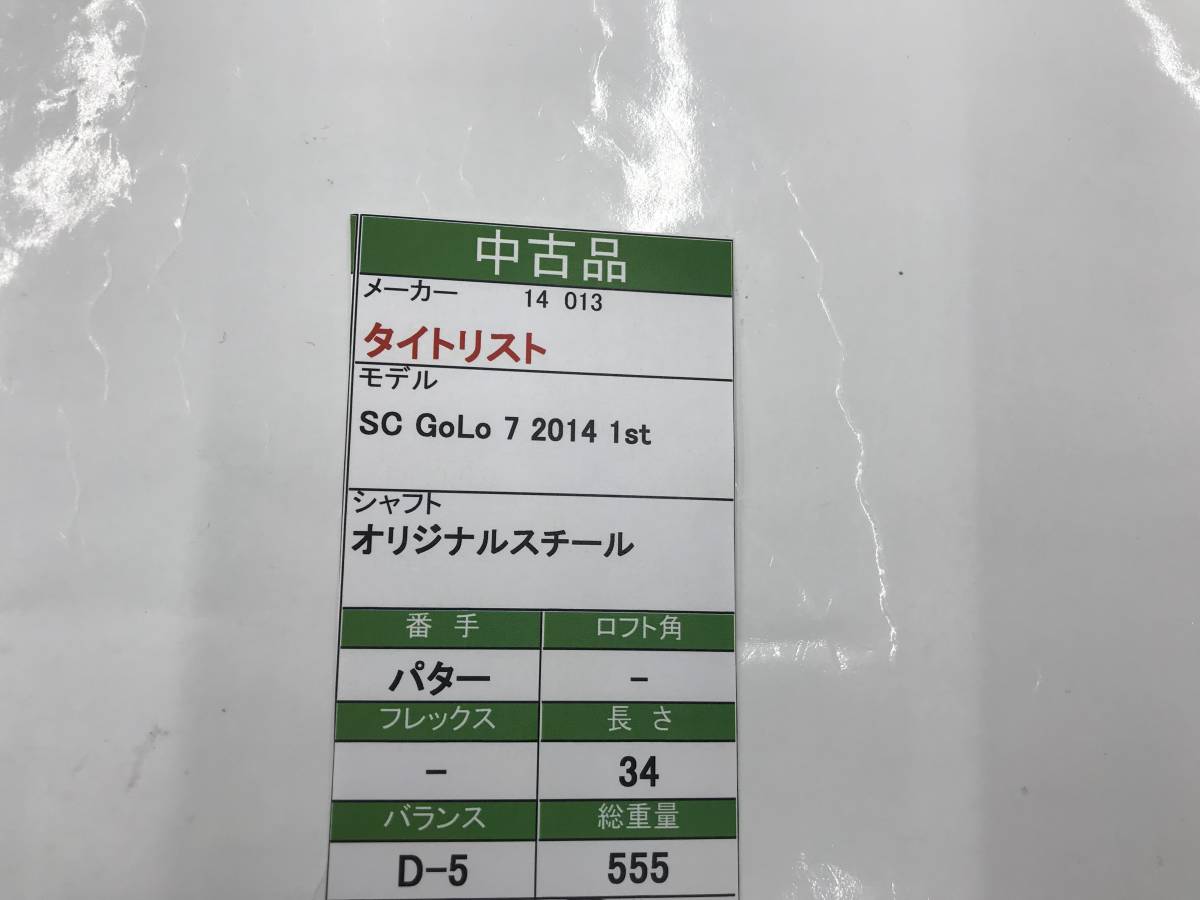 中古品
メーカー 14 013
タイトリスト
モデル
SC GoLo 7 2014 1st
シャフト
オリジナルスチール
番手 ロフト角
パター -
フレックス 長さ
- 34
バランス 総重量
D-5 555